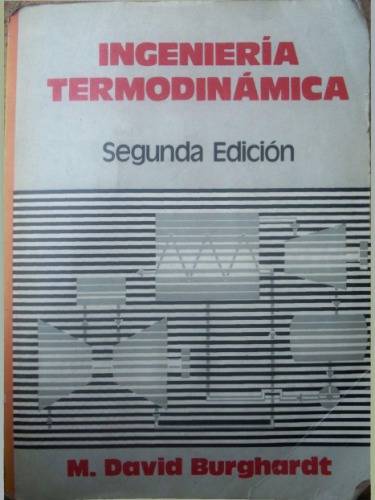 INGENIERÍA
TERMODINÁMICA
Segunda Edición
M. David Burghardt